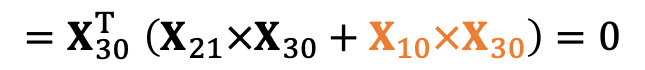 = 𝐗₃₀ᵀ (𝐗₂₁×𝐗₃₀ + 𝐗₁₀×𝐗₃₀) = 0